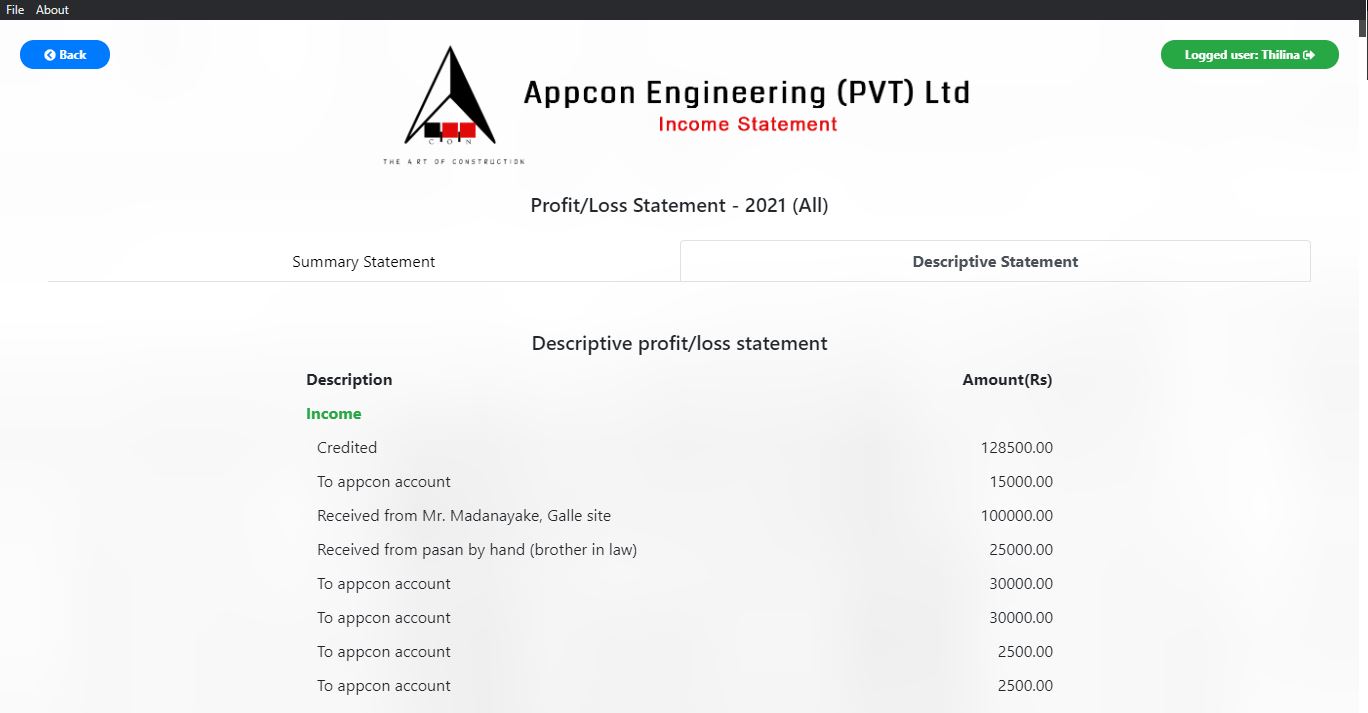 File About
Back
Logged user: Thilina
Appcon Engineering (PVT) Ltd
Income Statement
C O N
THE ART OF CONSTRUCTION
Profit/Loss Statement - 2021 (All)
Summary Statement Descriptive Statement
Descriptive profit/loss statement
Description Amount(Rs)
Income
Credited 128500.00
To appcon account 15000.00
Received from Mr. Madanayake, Galle site 100000.00
Received from pasan by hand (brother in law) 25000.00
To appcon account 30000.00
To appcon account 30000.00
To appcon account 2500.00
To appcon account 2500.00